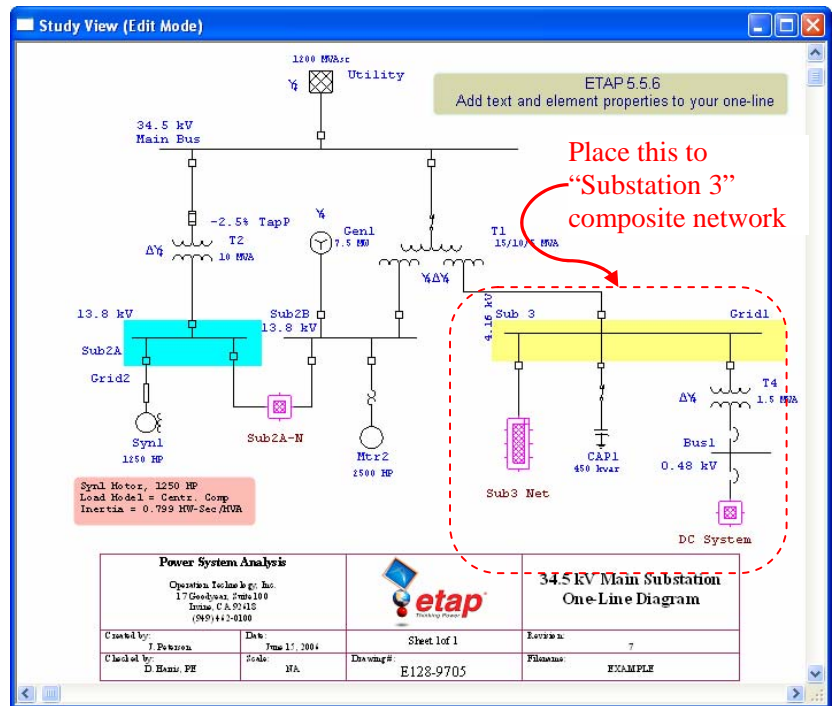 Study View (Edit Mode)
1200 MVAsc
Utility
ETAP 5.5.6
Add text and element properties to your one-line
34.5 kV
Main Bus
Place this to
“Substation 3”
composite network
-2.5% TapP
T2
10 MVA
Gen1
7.5 MW
T1
15/10/5 MVA
13.8 kV
Sub2A
Sub2B
13.8 kV
4.16 kV
Sub 3
Grid1
Grid2
Syn1
1250 HP
Sub2A-N
Mtr2
2500 HP
Sub3 Net
CAP1
450 kvar
T4
1.5 MVA
Bus1
0.48 kV
DC System
Syn1 Motor, 1250 HP
Load Model = Centr. Comp
Inertia = 0.799 MW-Sec/MVA
Power System Analysis
Operation Technology, Inc.
17 Goodyear, Suite 100
Irvine, CA 92618
(949) 462-0100
etap
Thinking Power
34.5 kV Main Substation
One-Line Diagram
Created by:
J. Peterson
Date:
June 15, 2006
Sheet 1of 1
Revision:
7
Checked by:
D. Harris, PE
Scale:
NA
Drawing#:
E128-9705
Filename:
EXAMPLE